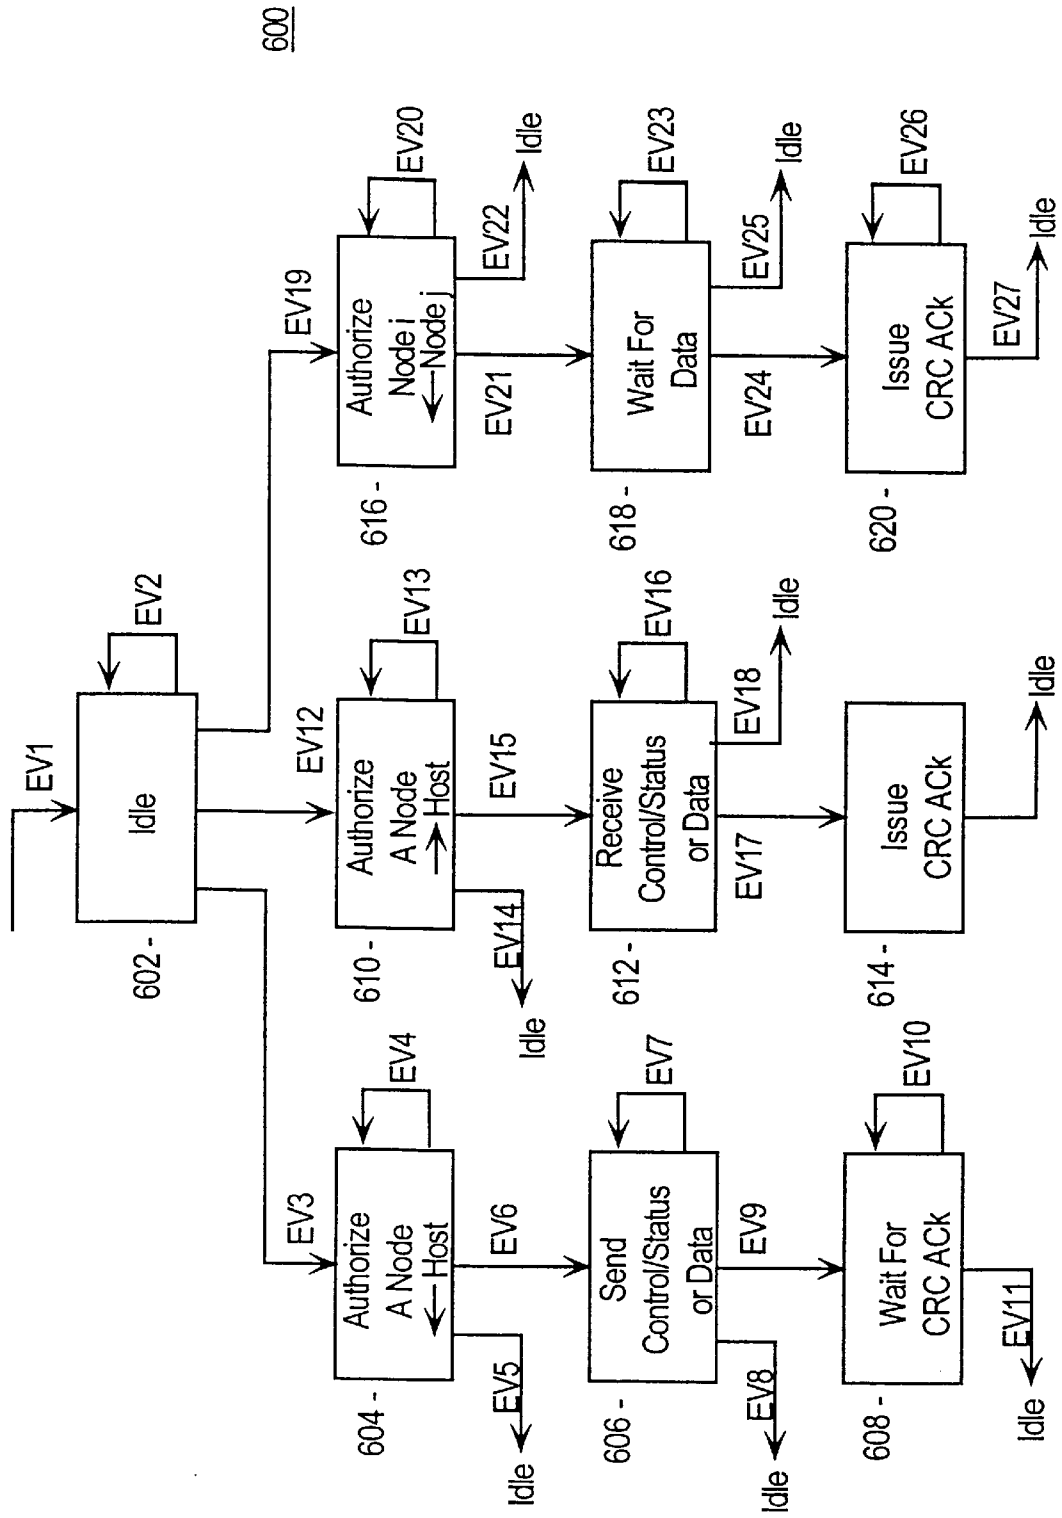 600
EV1
Idle
EV2
602 -
EV3
EV12
EV19
Authorize
A Node
Host
EV4
604 -
EV5
Idle
EV6
Authorize
A Node
Host
EV13
610 -
EV14
Idle
EV15
Authorize
Node i
Node j
EV20
616 -
EV21
EV22
Idle
Send
Control/Status
or Data
EV7
606 -
EV8
Idle
EV9
Receive
Control/Status
or Data
EV16
612 -
EV17
EV18
Idle
Wait For
Data
EV23
618 -
EV24
EV25
Idle
Wait For
CRC ACk
EV10
608 -
EV11
Idle
Issue
CRC ACk
614 -
Idle
Issue
CRC ACk
EV26
620 -
EV27
Idle